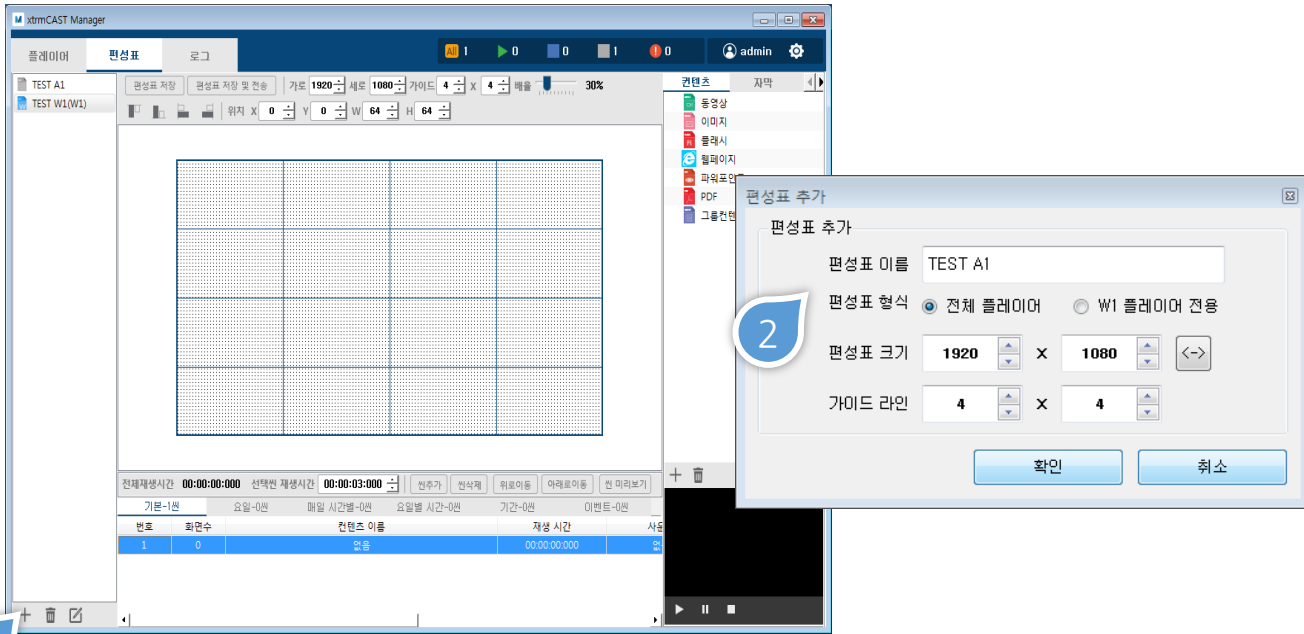 xtrmCAST Manager
플레이어 편성표 로그 All 1 0 0 1 0 admin
TEST A1
TEST W1(W1)
편성표 저장 편성표 저장 및 전송 가로 1920 세로 1080 가이드 4 X 4 배율 30%
위치 X 0 Y 0 W 64 H 64
컨텐츠 자막
동영상
이미지
플래시
웹페이지
파워포인
PDF
그룹컨텐
전체재생시간 00:00:00:000 선택씬 재생시간 00:00:03:000 씬추가 씬삭제 위로이동 아래로이동 씬 미리보기
기본-1씬 요일-0씬 매일 시간별-0씬 요일별 시간-0씬 기간-0씬 이벤트-0씬
번호 화면수 컨텐츠 이름 재생 시간 사용
1 0 없음 00:00:00:000 없
편성표 추가
편성표 추가
편성표 이름 TEST A1
편성표 형식 전체 플레이어 W1 플레이어 전용
2
편성표 크기 1920 X 1080 <->
가이드 라인 4 X 4
확인 취소